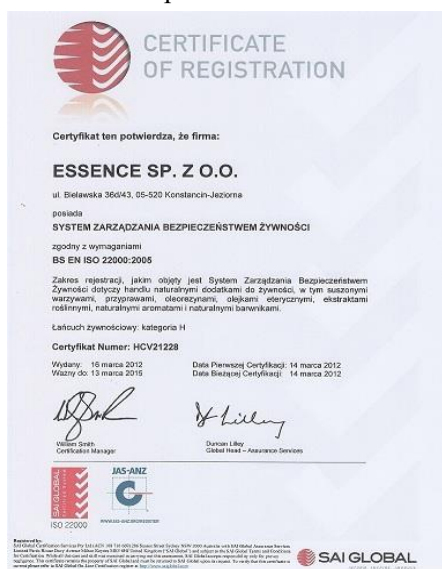 CERTIFICATE
OF REGISTRATION
Certyfikat ten potwierdza, że firma:
ESSENCE SP. Z O.O.
ul. Bielawska 36d/43, 05-520 Konstancin-Jeziorna
posiada
SYSTEM ZARZĄDZANIA BEZPIECZEŃSTWEM ŻYWNOŚCI
zgodny z wymaganiami
BS EN ISO 22000:2005
Zakres rejestracji, jakim objęty jest System Zarządzania Bezpieczeństwem
Żywności dotyczy handlu naturalnymi dodatkami do żywności, w tym suszonymi
warzywami, przyprawami, oleorezynami, olejkami eterycznymi, ekstraktami
roślinnymi, naturalnymi aromatami i naturalnymi barwnikami.
Łańcuch żywnościowy: kategoria H
Certyfikat Numer: HCV21228
Wydany: 16 marca 2012 Data Pierwszej Certyfikacji: 14 marca 2012
Ważny do: 13 marca 2015 Data Bieżącej Certyfikacji: 14 marca 2012
William Smith Duncan Lilley
Certification Manager Global Head – Assurance Services
SAI GLOBAL
JAS-ANZ
ISO 22000
Registered by:
SAI GLOBAL